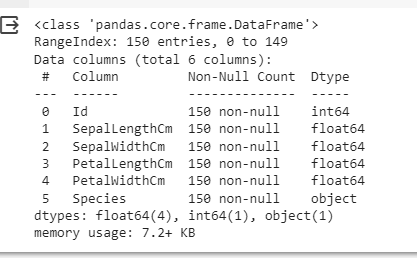 <class 'pandas.core.frame.DataFrame'>
RangeIndex: 150 entries, 0 to 149
Data columns (total 6 columns):
 #   Column         Non-Null Count  Dtype
---  ------         --------------  -----
 0   Id             150 non-null    int64
 1   SepalLengthCm  150 non-null    float64
 2   SepalWidthCm   150 non-null    float64
 3   PetalLengthCm  150 non-null    float64
 4   PetalWidthCm   150 non-null    float64
 5   Species        150 non-null    object
dtypes: float64(4), int64(1), object(1)
memory usage: 7.2+ KB